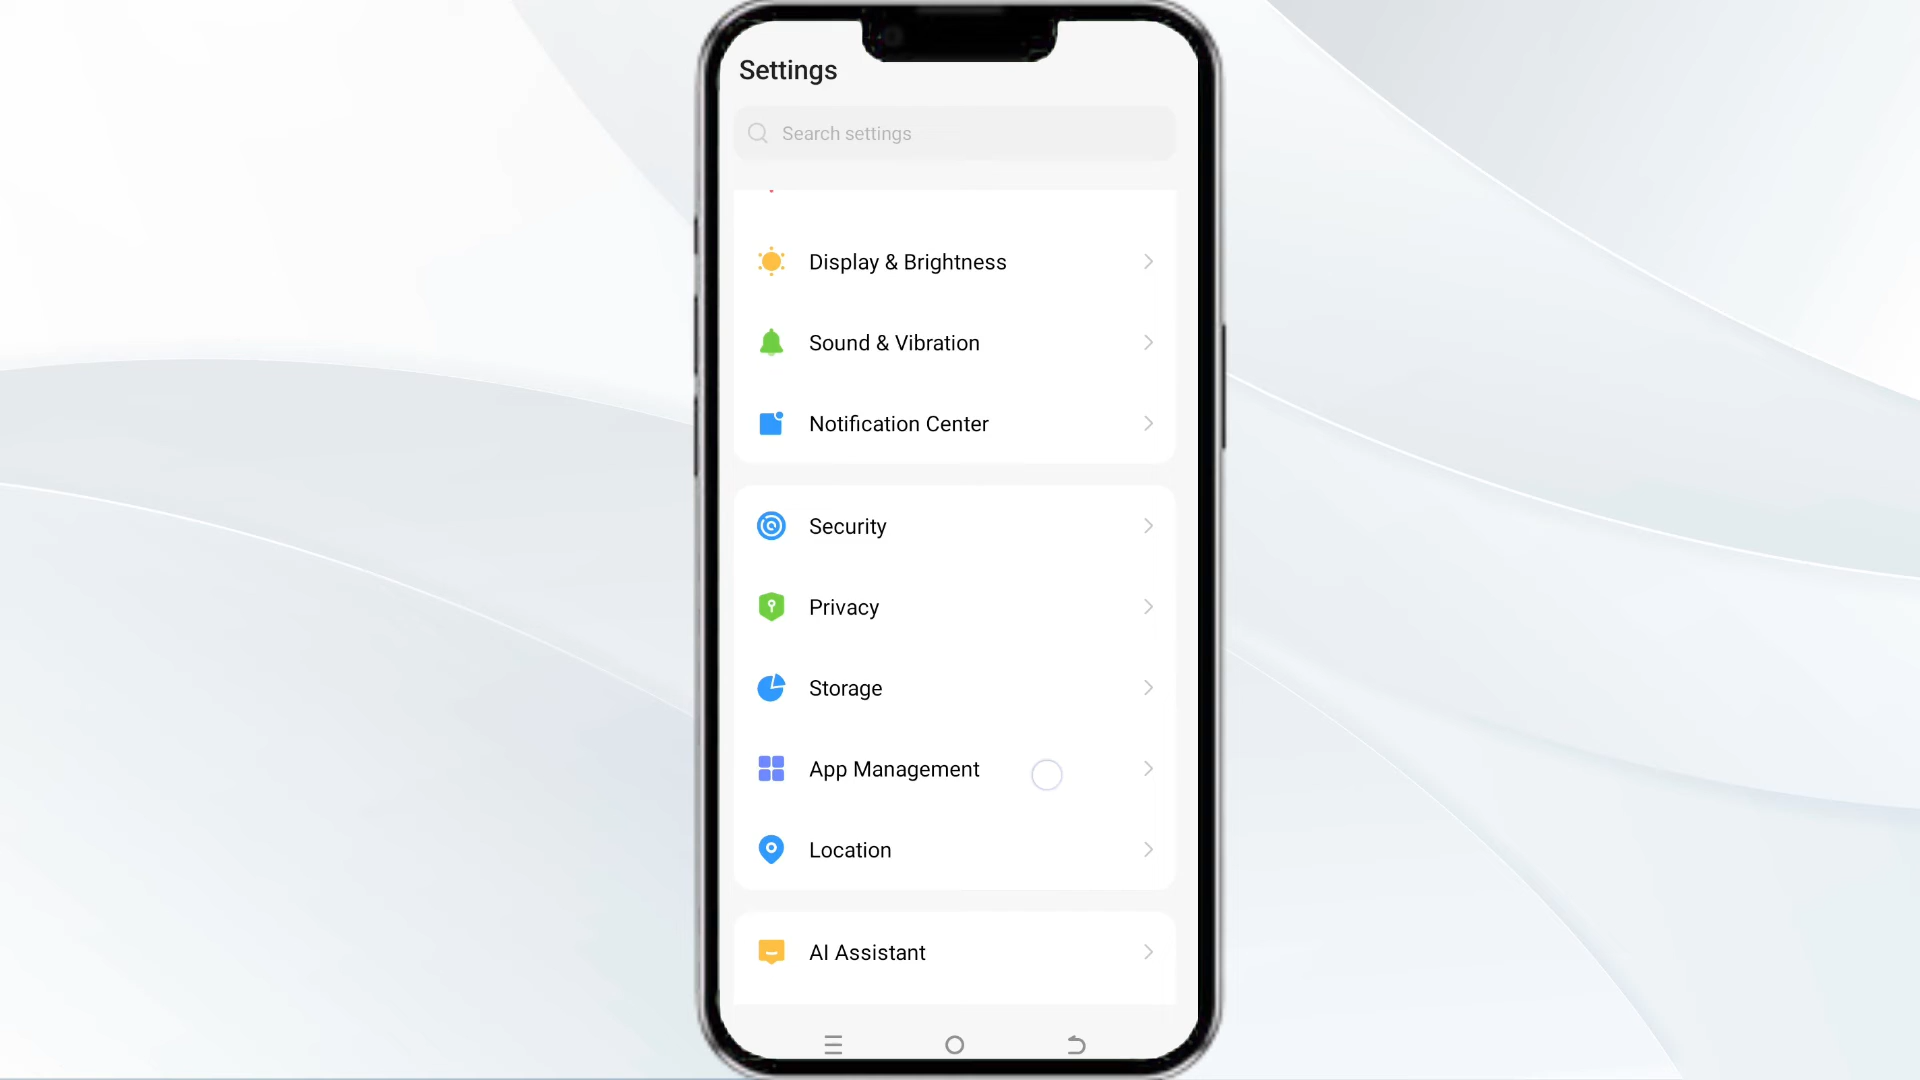 Settings
Search settings
Display & Brightness
Sound & Vibration
Notification Center
Security
Privacy
Storage
App Management
Location
AI Assistant